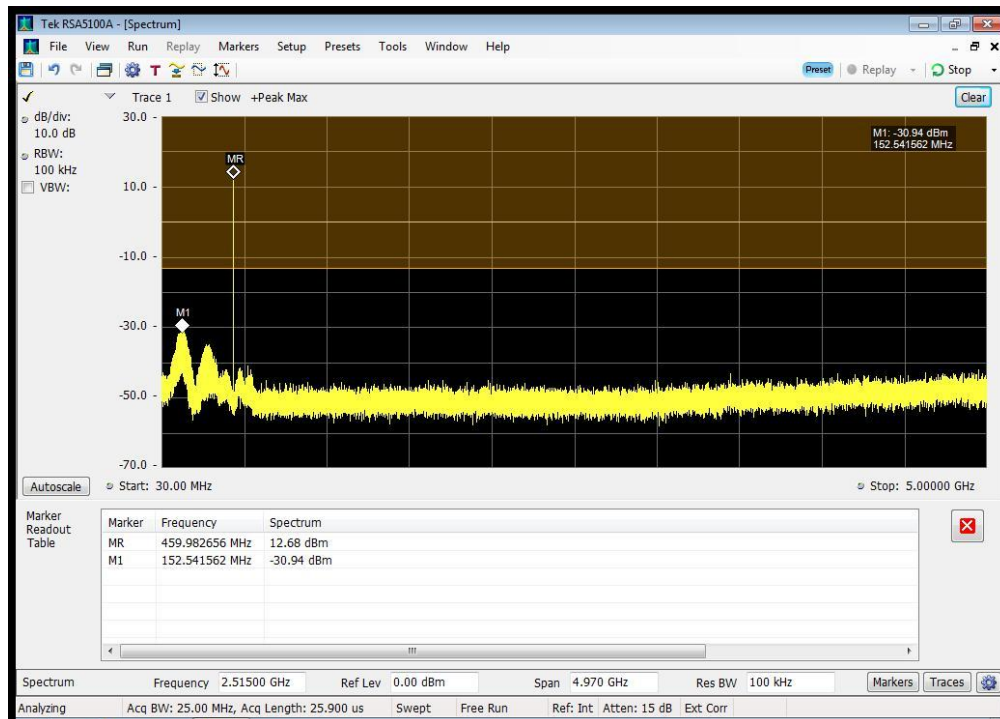 Tek RSA5100A - [Spectrum]
File View Run Replay Markers Setup Presets Tools Window Help
T Preset Replay Stop
Trace 1 Show +Peak Max Clear
dB/div:
10.0 dB
RBW:
100 kHz
VBW:
30.0
10.0
-10.0
-30.0
-50.0
-70.0
M1: -30.94 dBm
152.541562 MHz
MR
M1
Autoscale Start: 30.00 MHz Stop: 5.00000 GHz
Marker
Readout
Table
Marker Frequency Spectrum
MR 459.982656 MHz 12.68 dBm
M1 152.541562 MHz -30.94 dBm
Spectrum Frequency 2.51500 GHz Ref Lev 0.00 dBm Span 4.970 GHz Res BW 100 kHz Markers Traces
Analyzing Acq BW: 25.00 MHz, Acq Length: 25.900 us Swept Free Run Ref: Int Atten: 15 dB Ext Corr